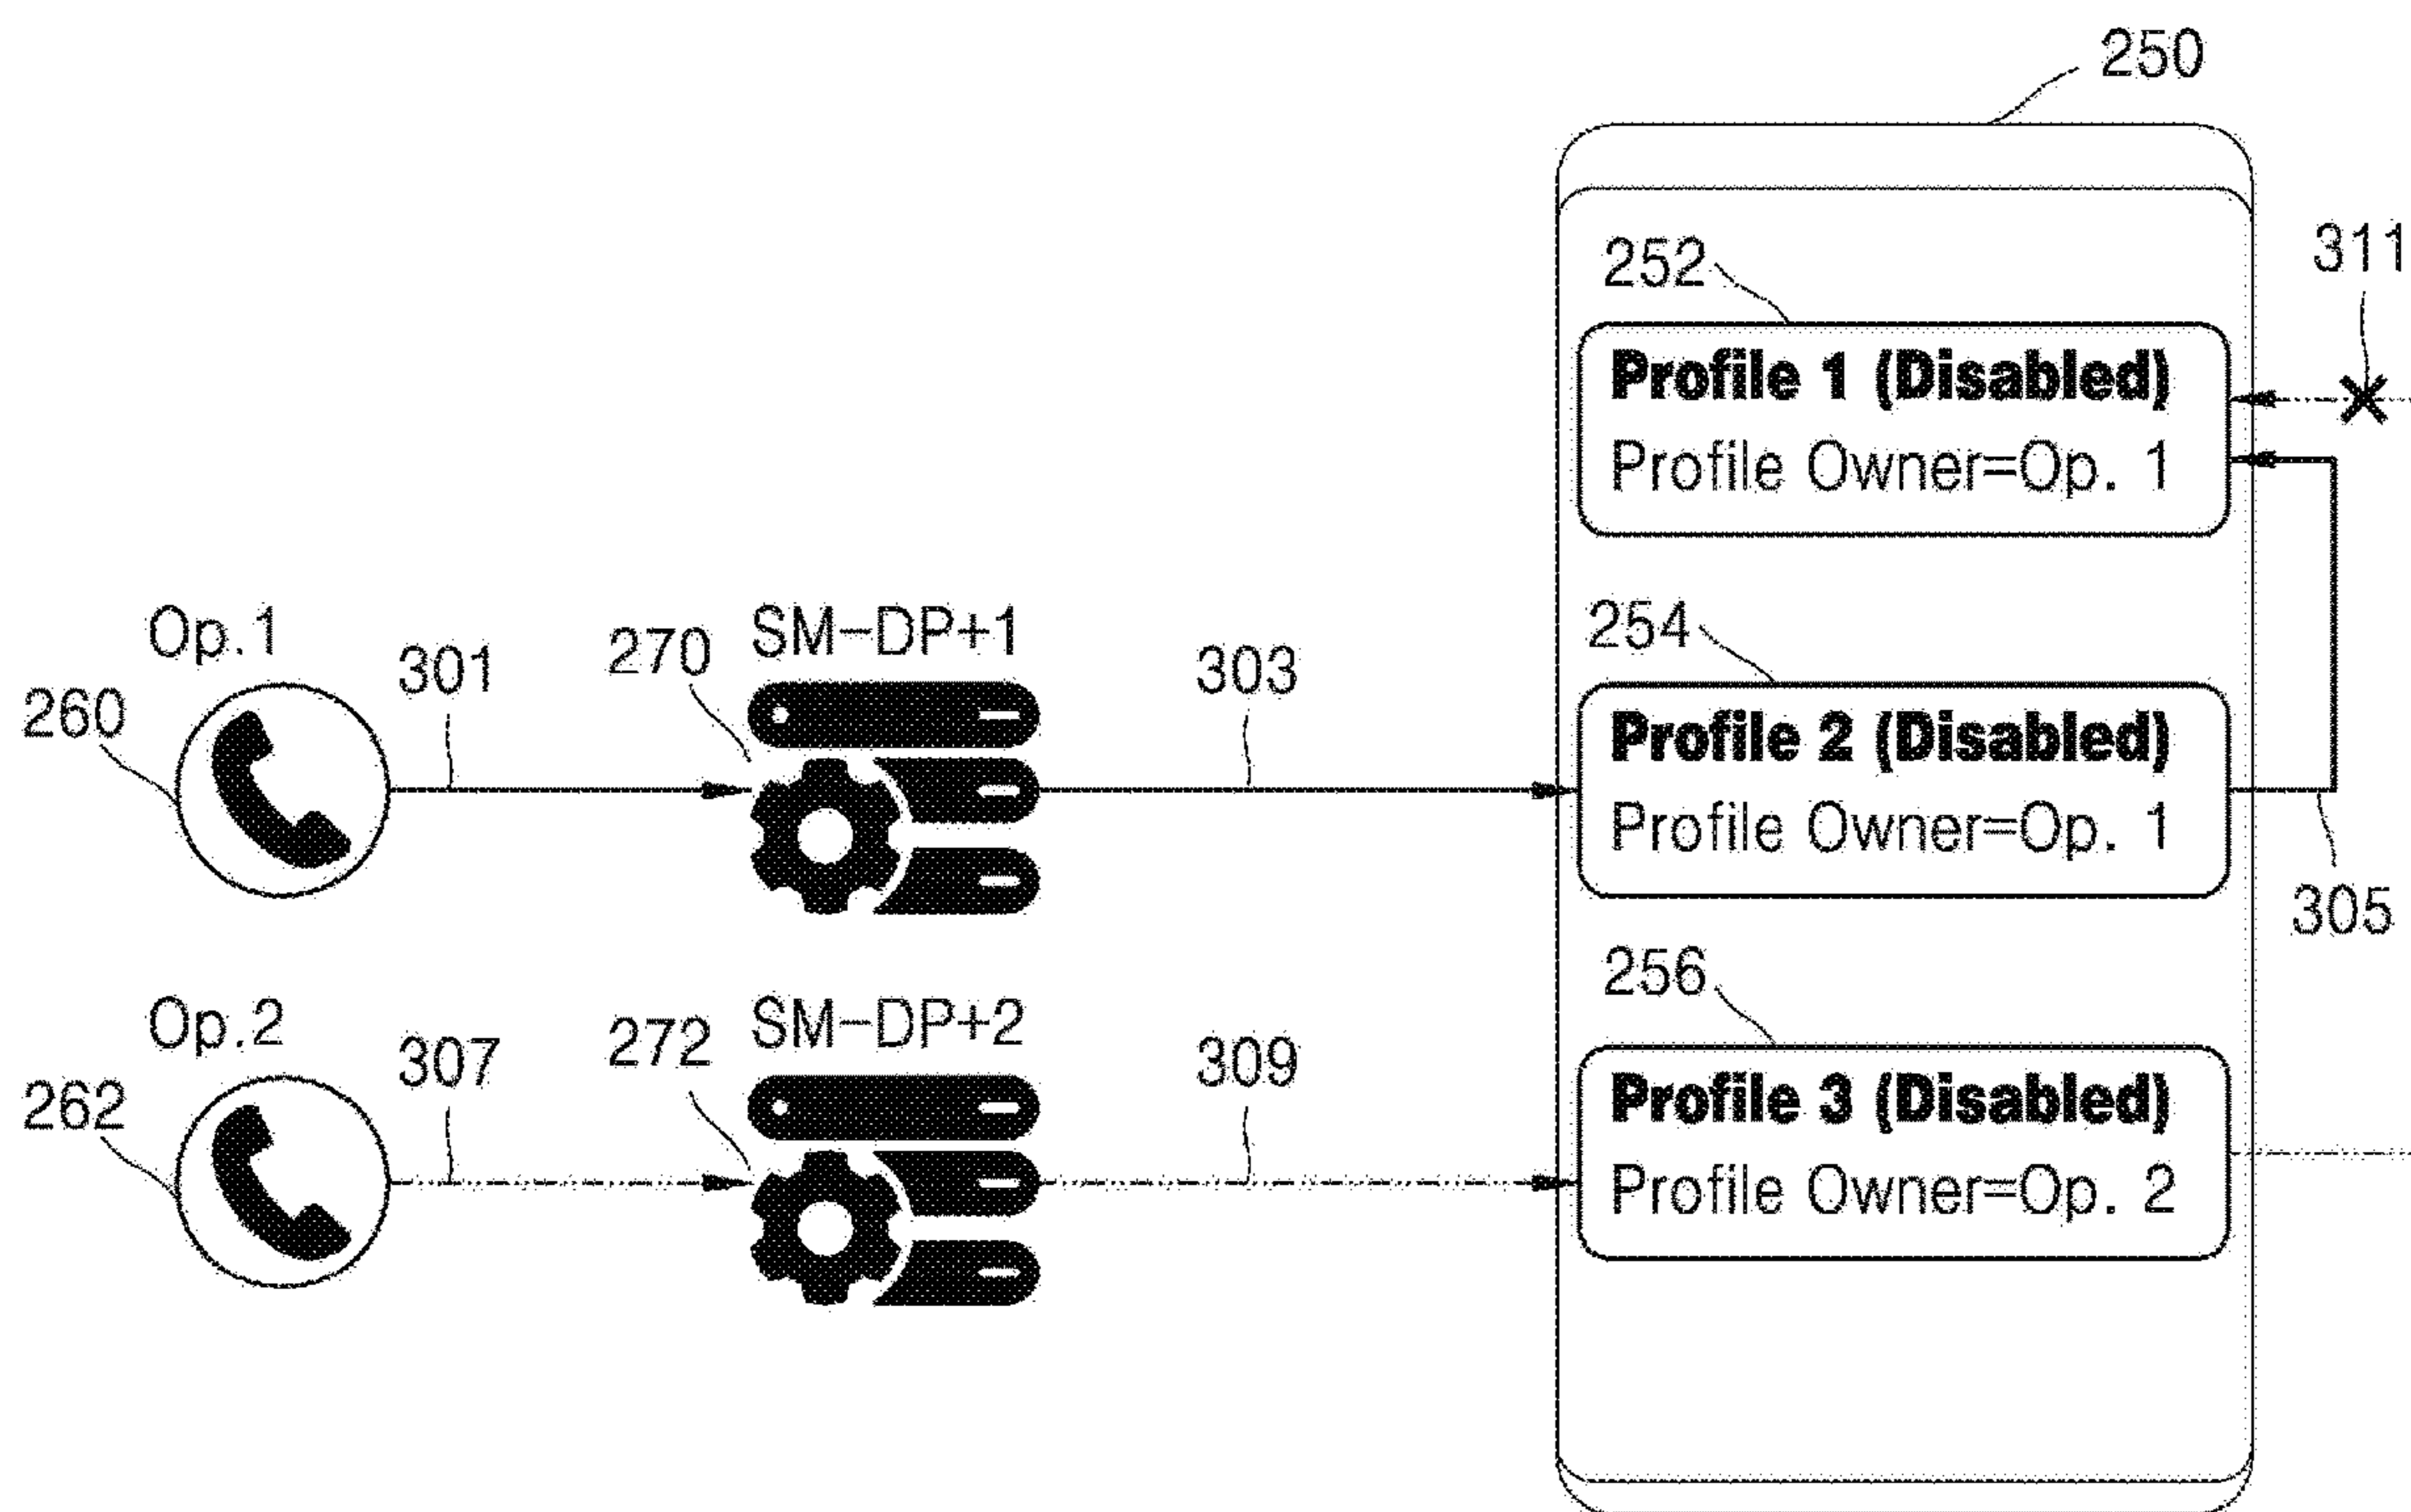 250
252
311
Profile 1 (Disabled)
Profile Owner=Op. 1
Op.1
301
270
SM-DP+1
303
254
260
Profile 2 (Disabled)
Profile Owner=Op. 1
305
256
Op.2
307
272
SM-DP+2
309
262
Profile 3 (Disabled)
Profile Owner=Op. 2